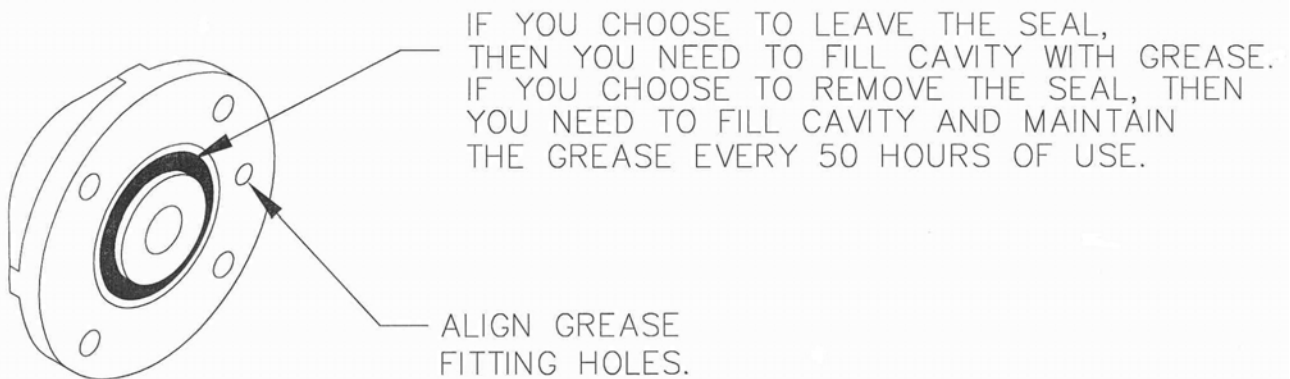 IF YOU CHOOSE TO LEAVE THE SEAL,
THEN YOU NEED TO FILL CAVITY WITH GREASE.
IF YOU CHOOSE TO REMOVE THE SEAL, THEN
YOU NEED TO FILL CAVITY AND MAINTAIN
THE GREASE EVERY 50 HOURS OF USE.
ALIGN GREASE
FITTING HOLES.